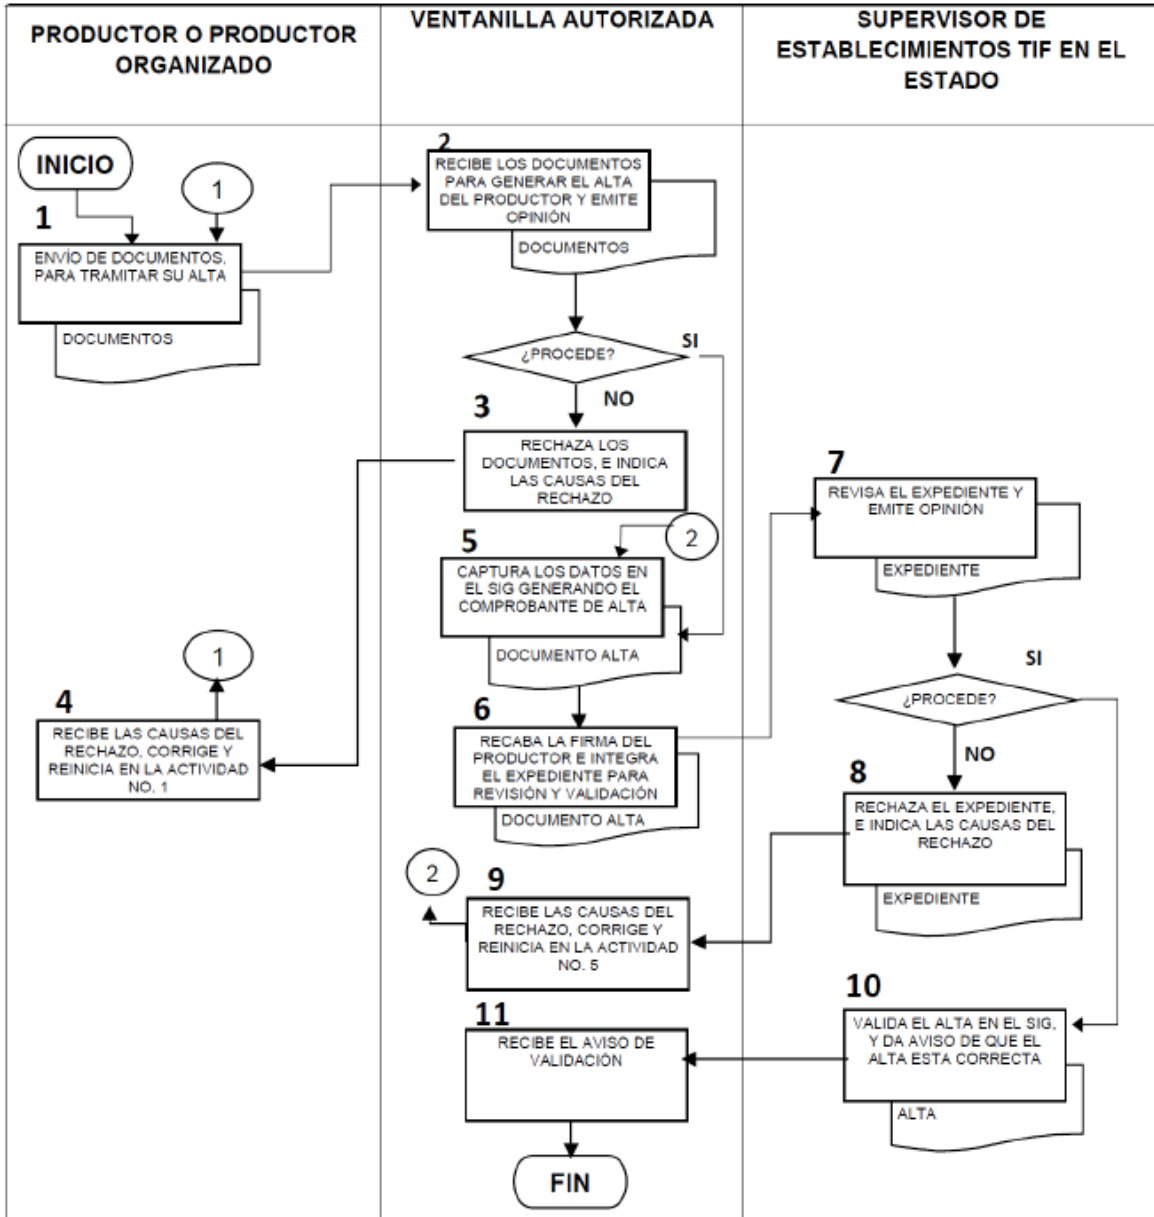 PRODUCTOR O PRODUCTOR
ORGANIZADO
VENTANILLA AUTORIZADA
SUPERVISOR DE
ESTABLECIMIENTOS TIF EN EL
ESTADO
INICIO
1
1
ENVÍO DE DOCUMENTOS,
PARA TRAMITAR SU ALTA
DOCUMENTOS
2
RECIBE LOS DOCUMENTOS
PARA GENERAR EL ALTA
DEL PRODUCTOR Y EMITE
OPINIÓN
DOCUMENTOS
¿PROCEDE?
SI
NO
3
RECHAZA LOS
DOCUMENTOS, E INDICA
LAS CAUSAS DEL
RECHAZO
1
4
RECIBE LAS CAUSAS DEL
RECHAZO, CORRIGE Y
REINICIA EN LA ACTIVIDAD
NO. 1
2
5
CAPTURA LOS DATOS EN
EL SIG GENERANDO EL
COMPROBANTE DE ALTA
DOCUMENTO ALTA
6
RECABA LA FIRMA DEL
PRODUCTOR E INTEGRA
EL EXPEDIENTE PARA
REVISIÓN Y VALIDACIÓN
DOCUMENTO ALTA
7
REVISA EL EXPEDIENTE Y
EMITE OPINIÓN
EXPEDIENTE
SI
¿PROCEDE?
NO
8
RECHAZA EL EXPEDIENTE,
E INDICA LAS CAUSAS DEL
RECHAZO
EXPEDIENTE
2
9
RECIBE LAS CAUSAS DEL
RECHAZO, CORRIGE Y
REINICIA EN LA ACTIVIDAD
NO. 5
10
VALIDA EL ALTA EN EL SIG,
Y DA AVISO DE QUE EL
ALTA ESTA CORRECTA
ALTA
11
RECIBE EL AVISO DE
VALIDACIÓN
FIN